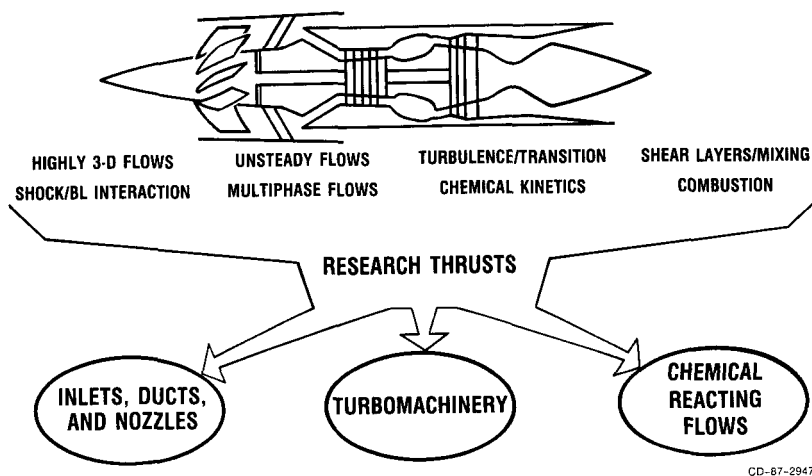 HIGHLY 3-D FLOWS UNSTEADY FLOWS TURBULENCE/TRANSITION SHEAR LAYERS/MIXING
SHOCK/BL INTERACTION MULTIPHASE FLOWS CHEMICAL KINETICS COMBUSTION
RESEARCH THRUSTS
INLETS, DUCTS,
AND NOZZLES
TURBOMACHINERY
CHEMICAL
REACTING
FLOWS
CD-87-2947